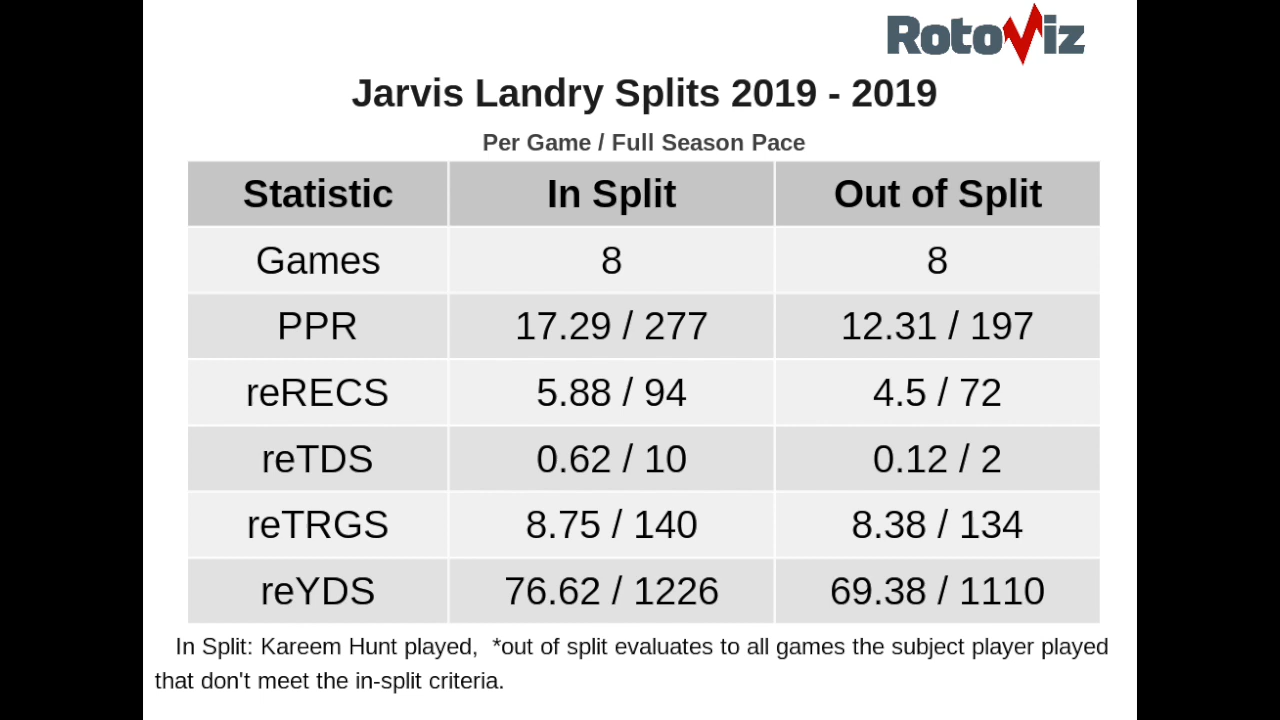 RotoViz
Jarvis Landry Splits 2019 - 2019
Per Game / Full Season Pace
Statistic In Split Out of Split
Games 8 8
PPR 17.29 / 277 12.31 / 197
reRECS 5.88 / 94 4.5 / 72
reTDS 0.62 / 10 0.12 / 2
reTRGS 8.75 / 140 8.38 / 134
reYDS 76.62 / 1226 69.38 / 1110
In Split: Kareem Hunt played, *out of split evaluates to all games the subject player played
that don't meet the in-split criteria.